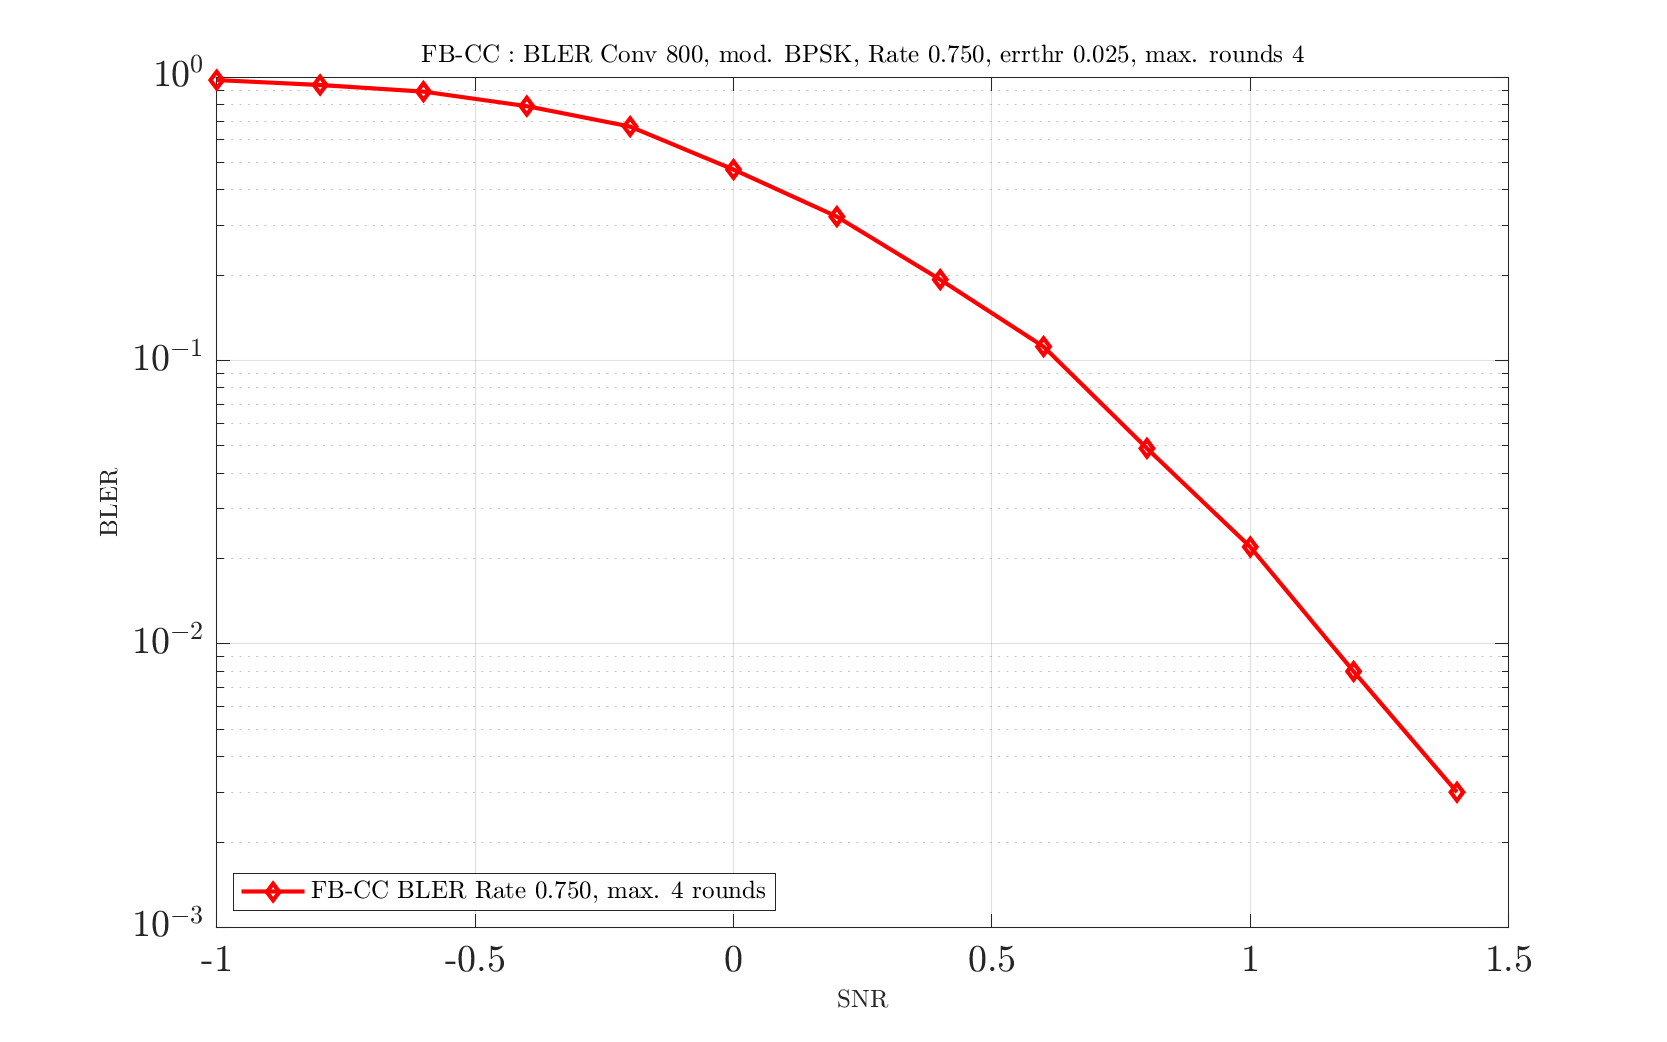 FB-CC : BLER Conv 800, mod. BPSK, Rate 0.750, errthr 0.025, max. rounds 4
10^0
10^-1
10^-2
10^-3
BLER
FB-CC BLER Rate 0.750, max. 4 rounds
-1 -0.5 0 0.5 1 1.5
SNR